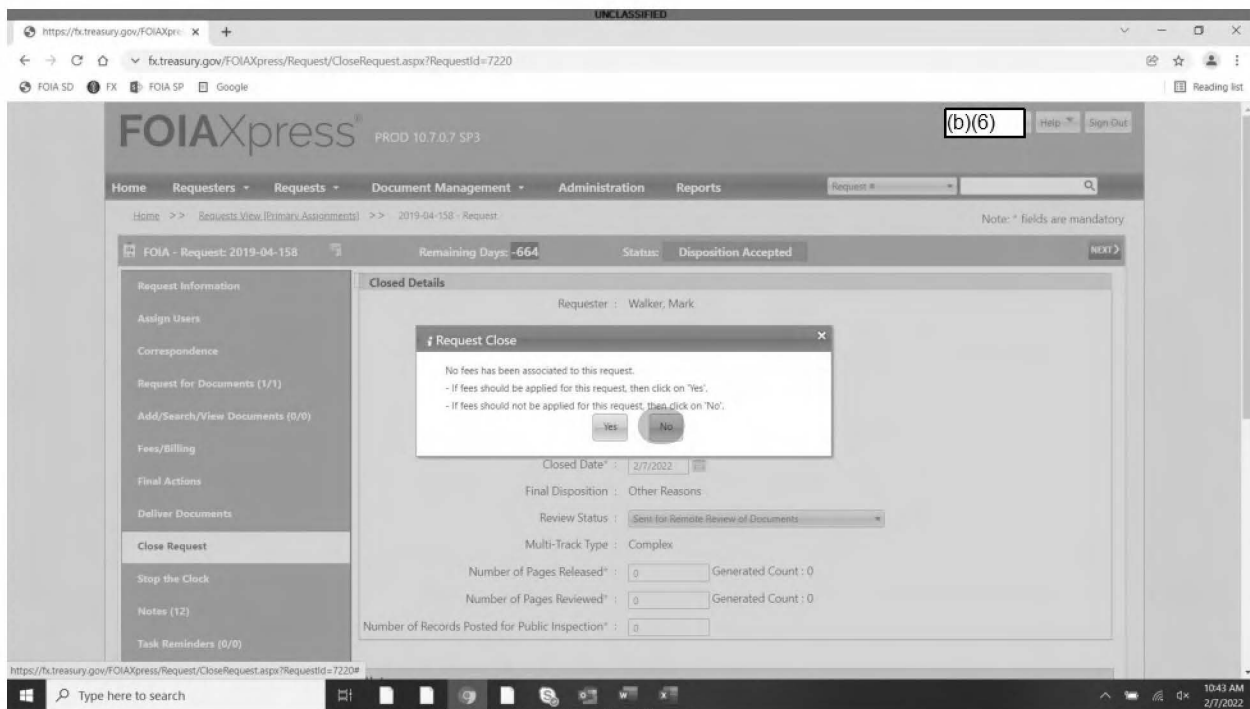 UNCLASSIFIED
https://fx.treasury.gov/FOIAXpre
fx.treasury.gov/FOIAXpress/Request/CloseRequest.aspx?RequestId=7220
FOIA SD FX FOIA SP Google Reading list
FOIAXpress® PROD 10.7.0.7 SP3 (b)(6) Help Sign Out
Home Requesters Requests Document Management Administration Reports Request #
Home >> Requests View [Primary Assignments] >> 2019-04-158 - Request Note: * fields are mandatory
FOIA - Request: 2019-04-158 Remaining Days: -664 Status: Disposition Accepted NEXT
Request Information
Assign Users
Correspondence
Request for Documents (1/1)
Add/Search/View Documents (0/0)
Fees/Billing
Final Actions
Deliver Documents
Close Request
Stop the Clock
Notes (12)
Task Reminders (0/0)
Closed Details
Requester : Walker, Mark
Request Close
No fees has been associated to this request.
- If fees should be applied for this request, then click on 'Yes'.
- If fees should not be applied for this request, then click on 'No'.
Yes No
Closed Date* : 2/7/2022
Final Disposition : Other Reasons
Review Status : Sent for Remote Review of Documents
Multi-Track Type : Complex
Number of Pages Released* : 0 Generated Count : 0
Number of Pages Reviewed* : 0 Generated Count : 0
Number of Records Posted for Public Inspection* : 0
https://fx.treasury.gov/FOIAXpress/Request/CloseRequest.aspx?RequestId=7220#
Type here to search
10:43 AM
2/7/2022